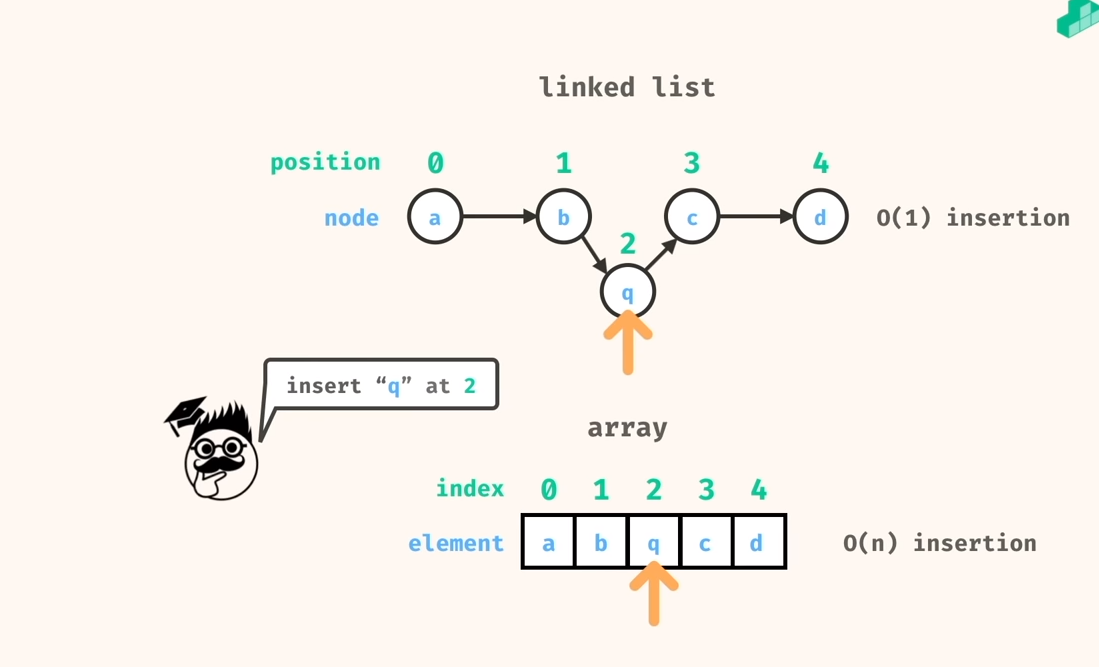 linked list
position 0 1 3 4
node a b c d O(1) insertion
2
q
insert “q” at 2
array
index 0 1 2 3 4
element a b q c d O(n) insertion